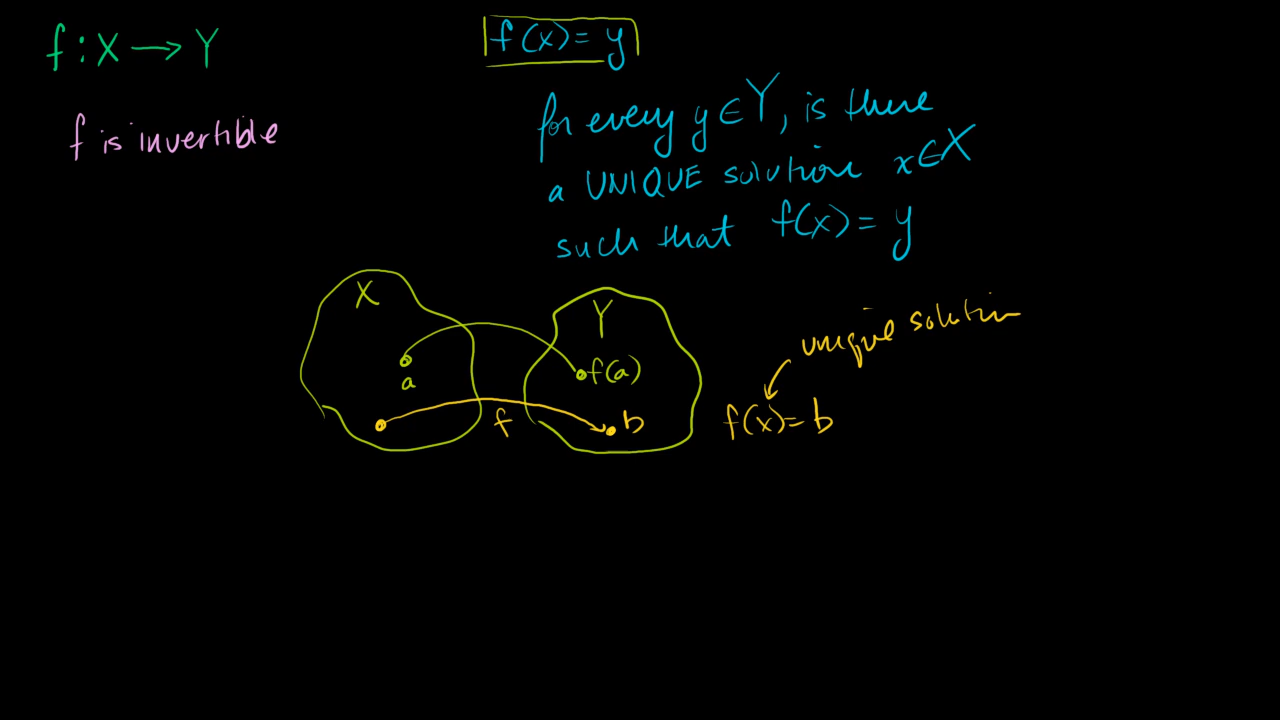 f : X → Y
f(x) = y
f is invertible
for every y ∈ Y, is there
a UNIQUE solution x ∈ X
such that f(x) = y
X
Y
unique solution
a
f(a)
f
b
f(x) = b